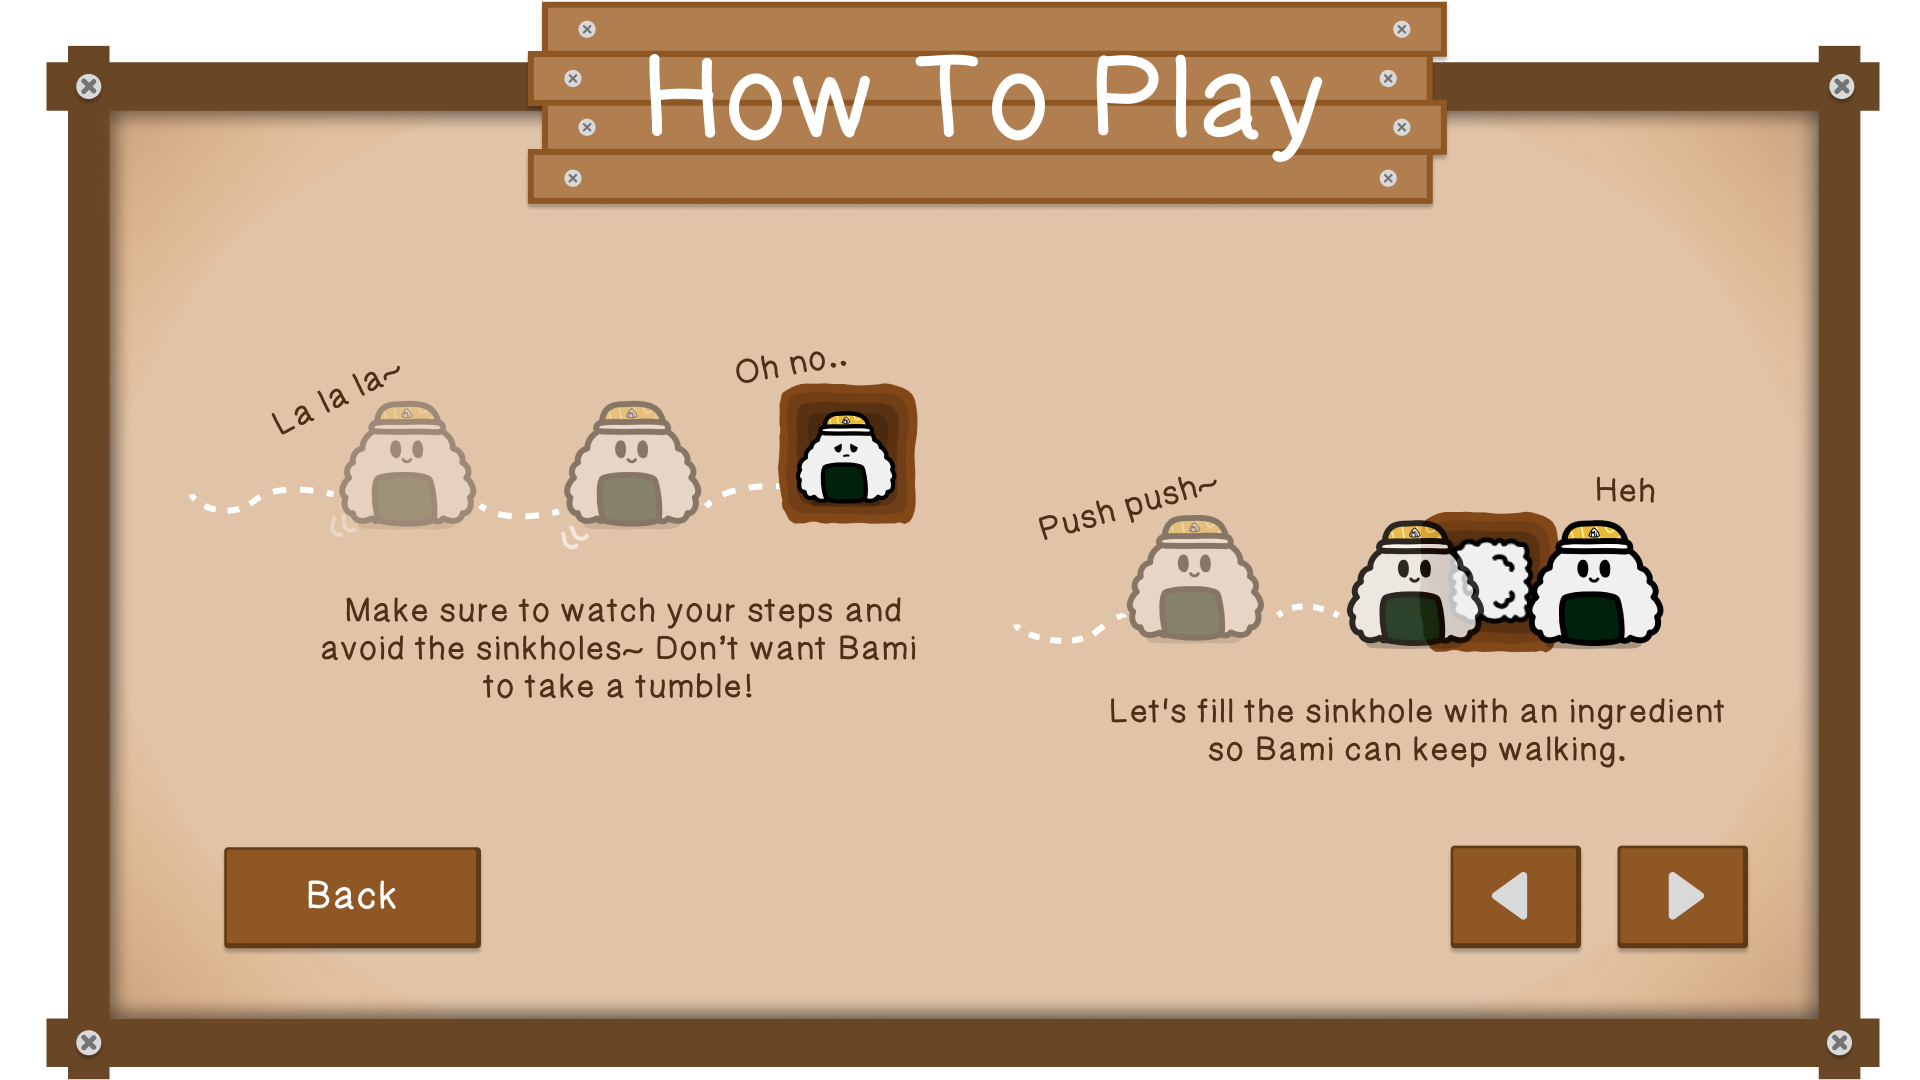 How To Play
La la la~
Oh no..
Make sure to watch your steps and
avoid the sinkholes~ Don't want Bami
to take a tumble!
Push push~
Heh
Let's fill the sinkhole with an ingredient
so Bami can keep walking.
Back